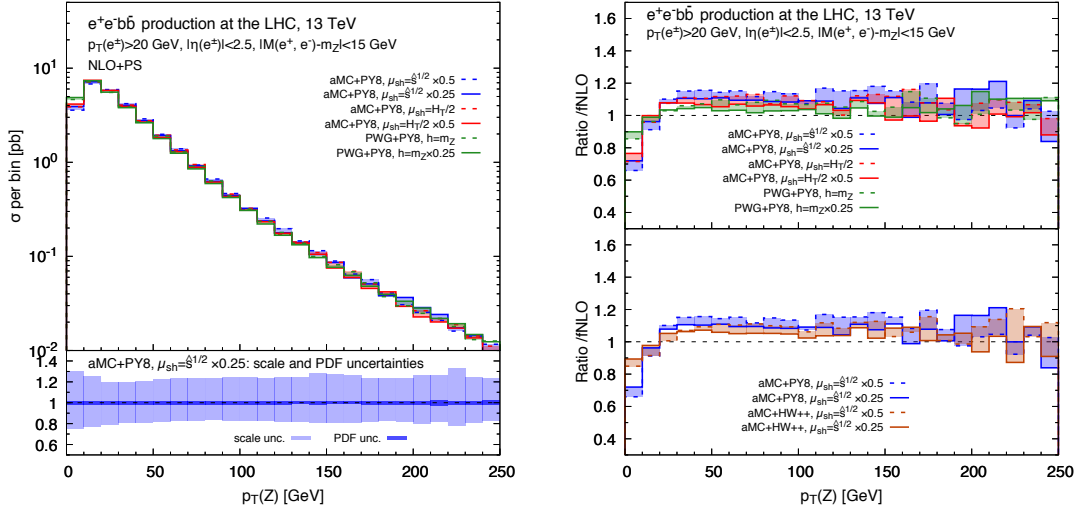 e⁺e⁻bb̄ production at the LHC, 13 TeV
p_T(e^±)>20 GeV, |η(e^±)|<2.5, |M(e⁺, e⁻)-m_Z|<15 GeV
NLO+PS
aMC+PY8, μ_sh=ŝ^1/2 ×0.5
aMC+PY8, μ_sh=ŝ^1/2 ×0.25
aMC+PY8, μ_sh=H_T/2
aMC+PY8, μ_sh=H_T/2 ×0.5
PWG+PY8, h=m_Z
PWG+PY8, h=m_Z×0.25
σ per bin [pb]
10^1
10^0
10^-1
10^-2
aMC+PY8, μ_sh=ŝ^1/2 ×0.25: scale and PDF uncertainties
1.4
1.2
1
0.8
0.6
scale unc. PDF unc.
0 50 100 150 200 250
p_T(Z) [GeV]
e⁺e⁻bb̄ production at the LHC, 13 TeV
p_T(e^±)>20 GeV, |η(e^±)|<2.5, |M(e⁺, e⁻)-m_Z|<15 GeV
Ratio /fNLO
1.6
1.4
1.2
1
0.8
0.6
0.4
aMC+PY8, μ_sh=ŝ^1/2 ×0.5
aMC+PY8, μ_sh=ŝ^1/2 ×0.25
aMC+PY8, μ_sh=H_T/2
aMC+PY8, μ_sh=H_T/2 ×0.5
PWG+PY8, h=m_Z
PWG+PY8, h=m_Z×0.25
Ratio /fNLO
1.6
1.4
1.2
1
0.8
0.6
0.4
aMC+PY8, μ_sh=ŝ^1/2 ×0.5
aMC+PY8, μ_sh=ŝ^1/2 ×0.25
aMC+HW++, μ_sh=ŝ^1/2 ×0.5
aMC+HW++, μ_sh=ŝ^1/2 ×0.25
0 50 100 150 200 250
p_T(Z) [GeV]